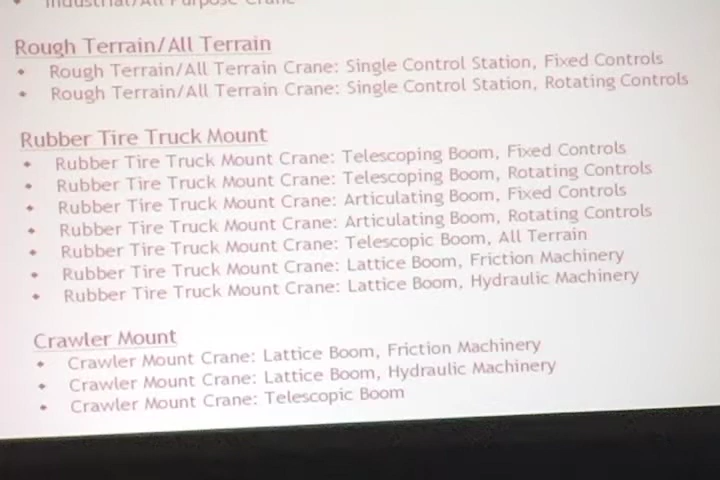 Industrial/All Purpose Crane
Rough Terrain/All Terrain
Rough Terrain/All Terrain Crane: Single Control Station, Fixed Controls
Rough Terrain/All Terrain Crane: Single Control Station, Rotating Controls
Rubber Tire Truck Mount
Rubber Tire Truck Mount Crane: Telescoping Boom, Fixed Controls
Rubber Tire Truck Mount Crane: Telescoping Boom, Rotating Controls
Rubber Tire Truck Mount Crane: Articulating Boom, Fixed Controls
Rubber Tire Truck Mount Crane: Articulating Boom, Rotating Controls
Rubber Tire Truck Mount Crane: Telescopic Boom, All Terrain
Rubber Tire Truck Mount Crane: Lattice Boom, Friction Machinery
Rubber Tire Truck Mount Crane: Lattice Boom, Hydraulic Machinery
Crawler Mount
Crawler Mount Crane: Lattice Boom, Friction Machinery
Crawler Mount Crane: Lattice Boom, Hydraulic Machinery
Crawler Mount Crane: Telescopic Boom